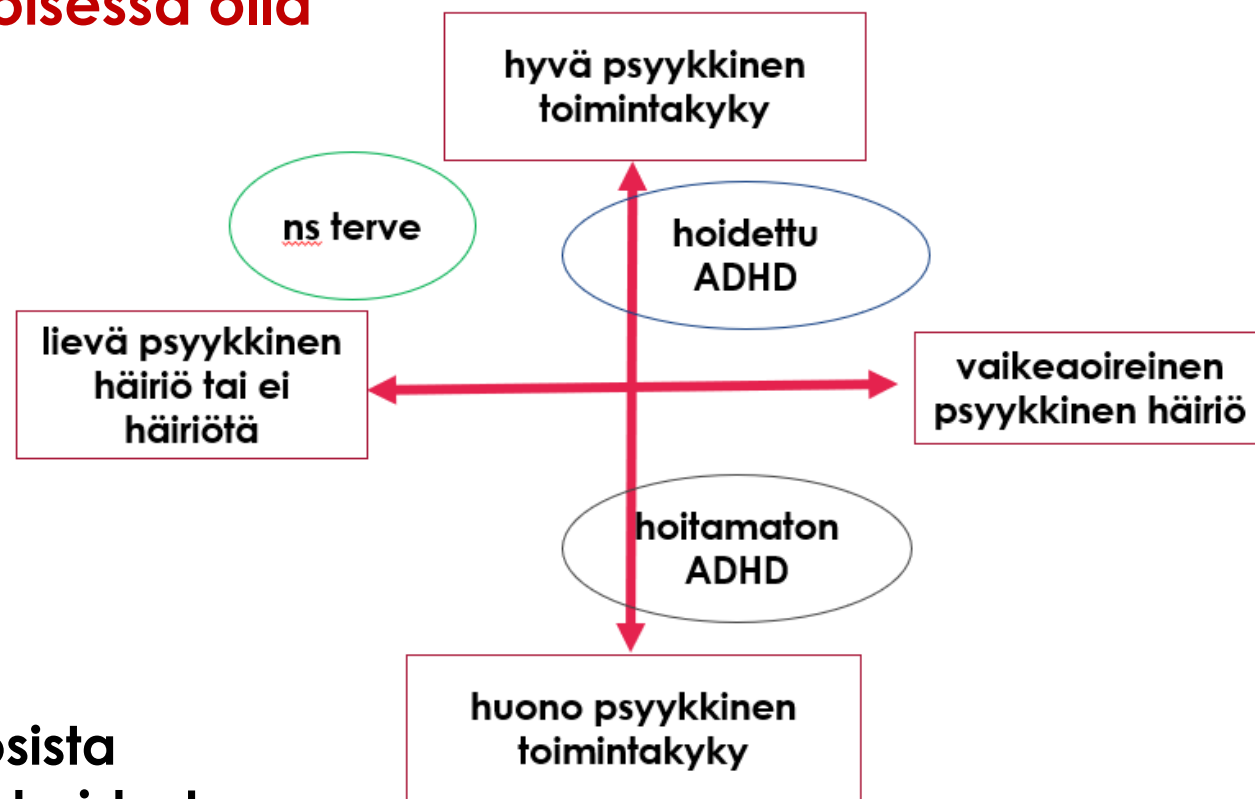 olla
hyvä psyykkinen
toimintakyky
ns terve
hoidettu
ADHD
lievä psyykkinen
häiriö tai ei
häiriötä
vaikeaoireinen
psyykkinen häiriö
hoitamaton
ADHD
huono psyykkinen
toimintakyky